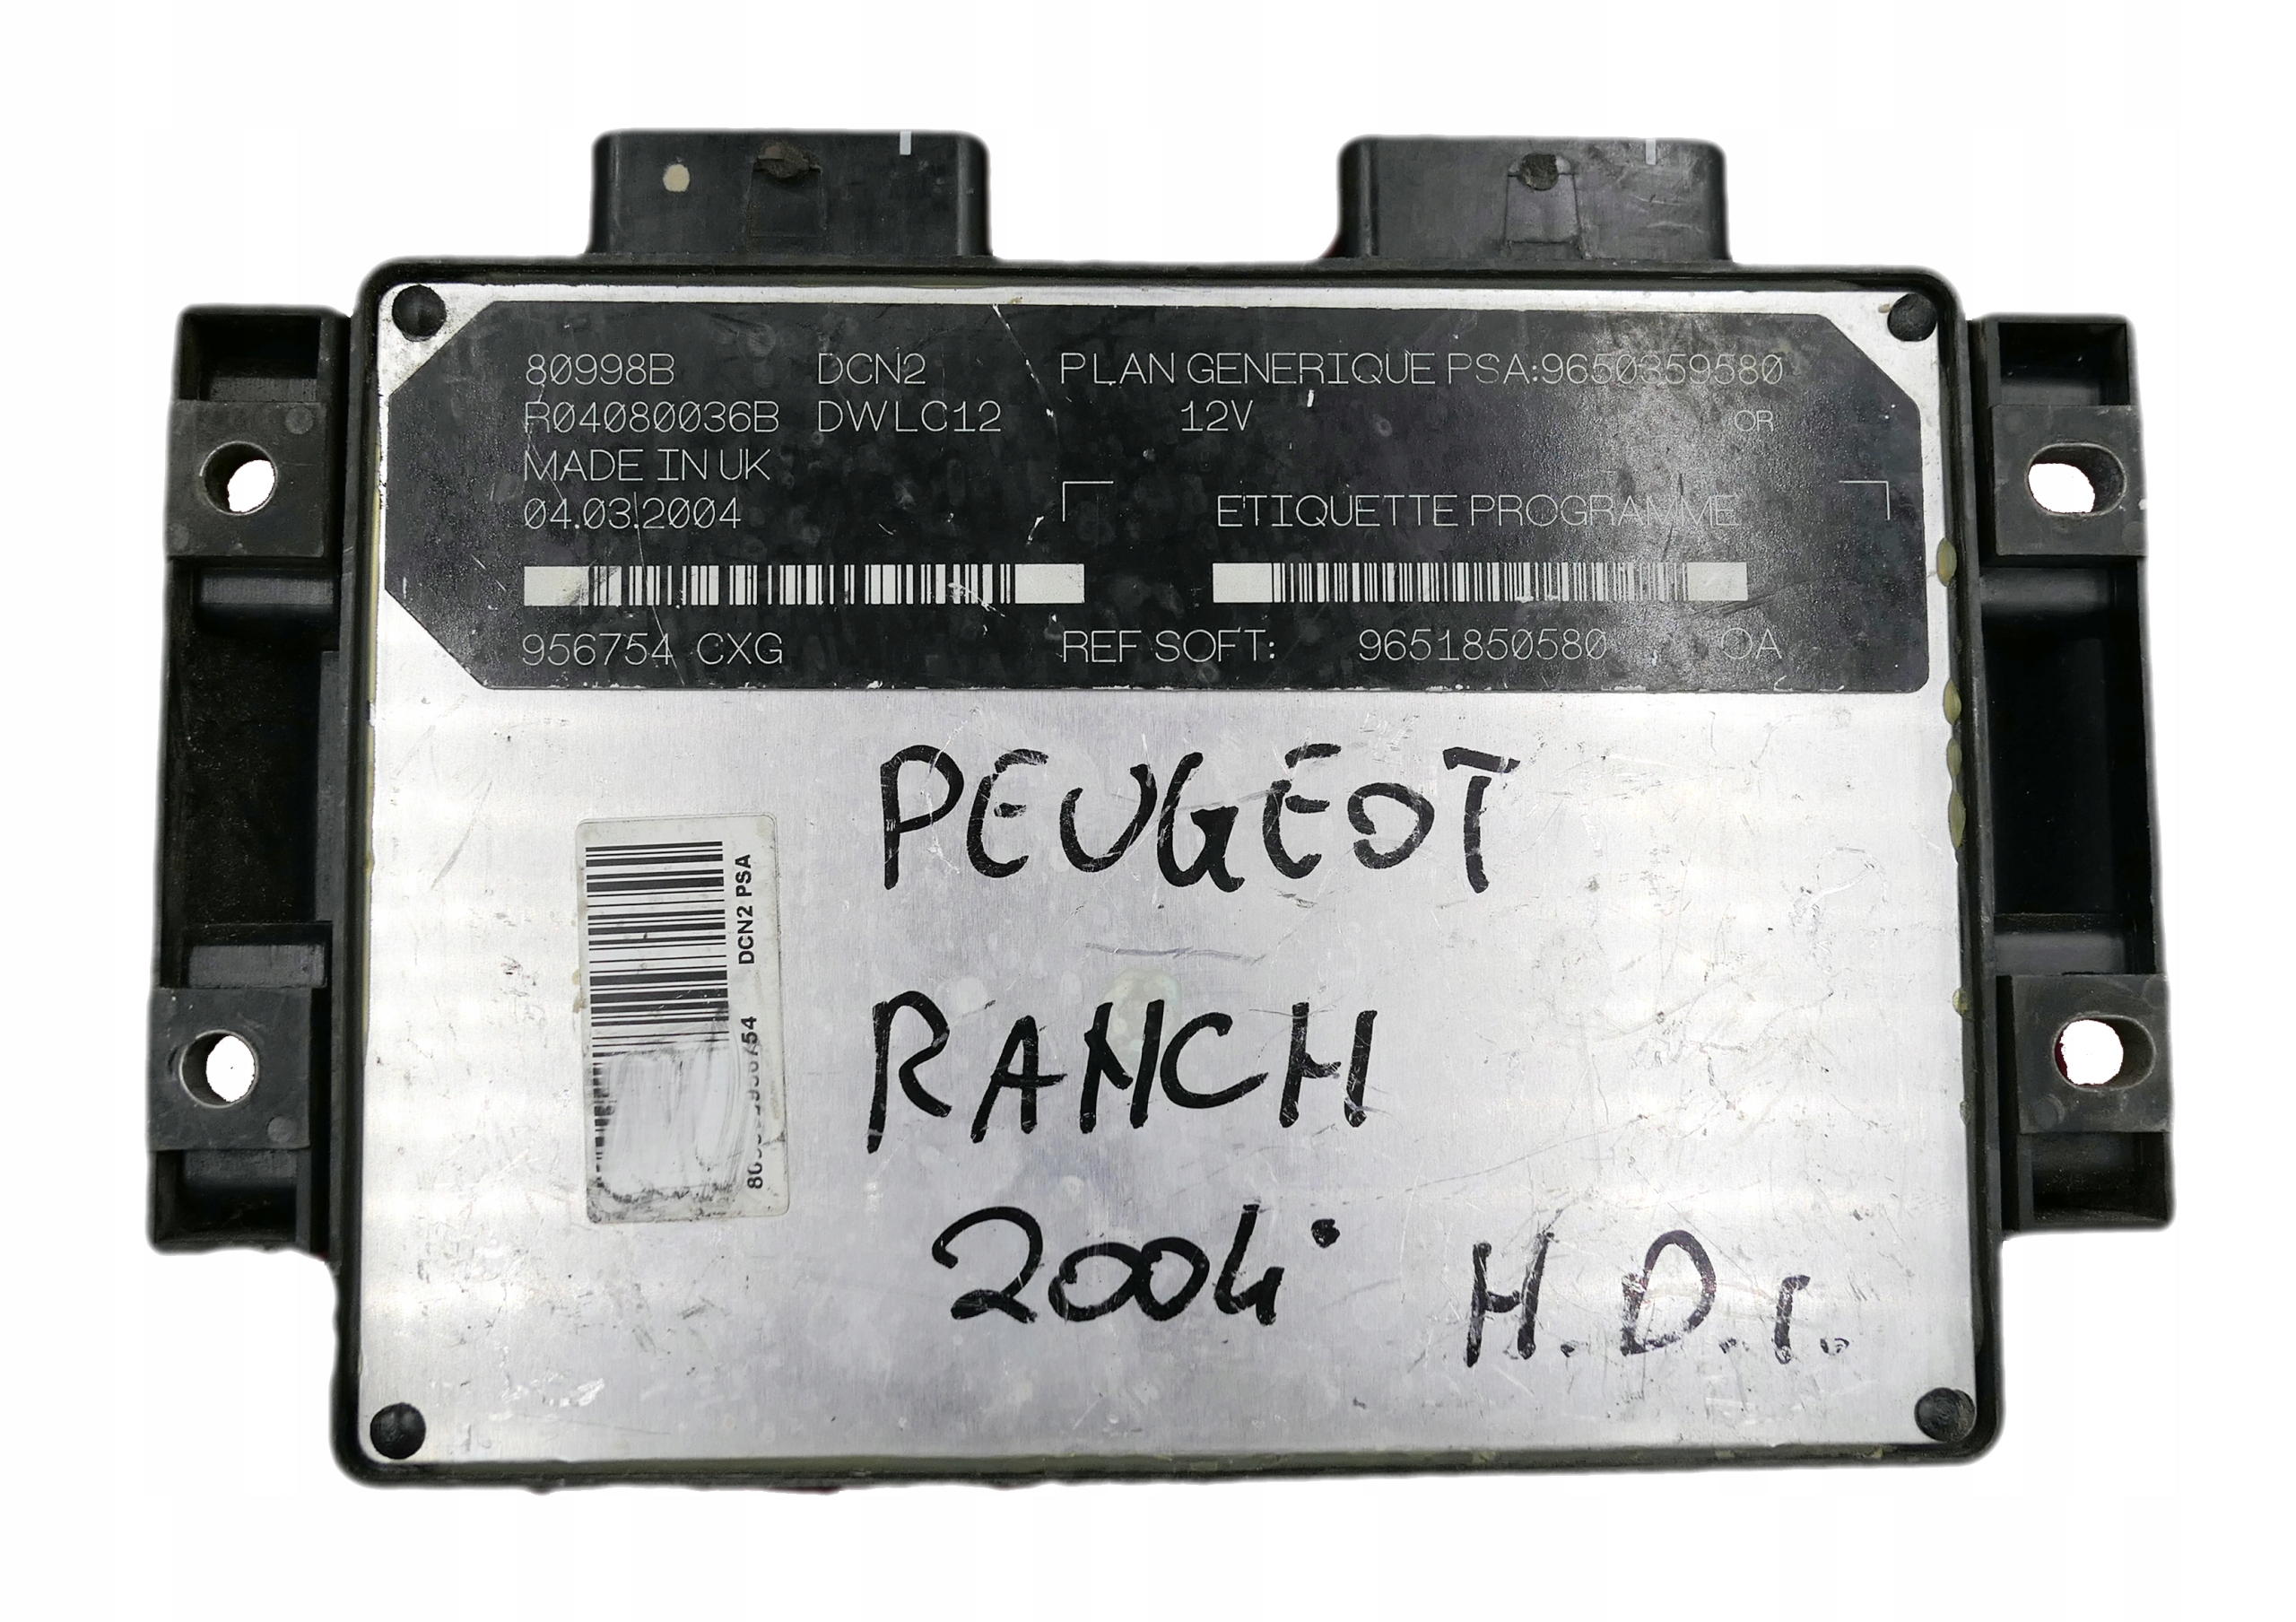 80998B DCN2 PLAN GENERIQUE PSA:9650359580
R04080036B DWLC12 12V OR
MADE IN UK
04.03.2004
ETIQUETTE PROGRAMME
956754 CXG REF SOFT: 9651850580 OA
DCN2 PSA
PEUGEOT
RANCH
2004
H.D.I.